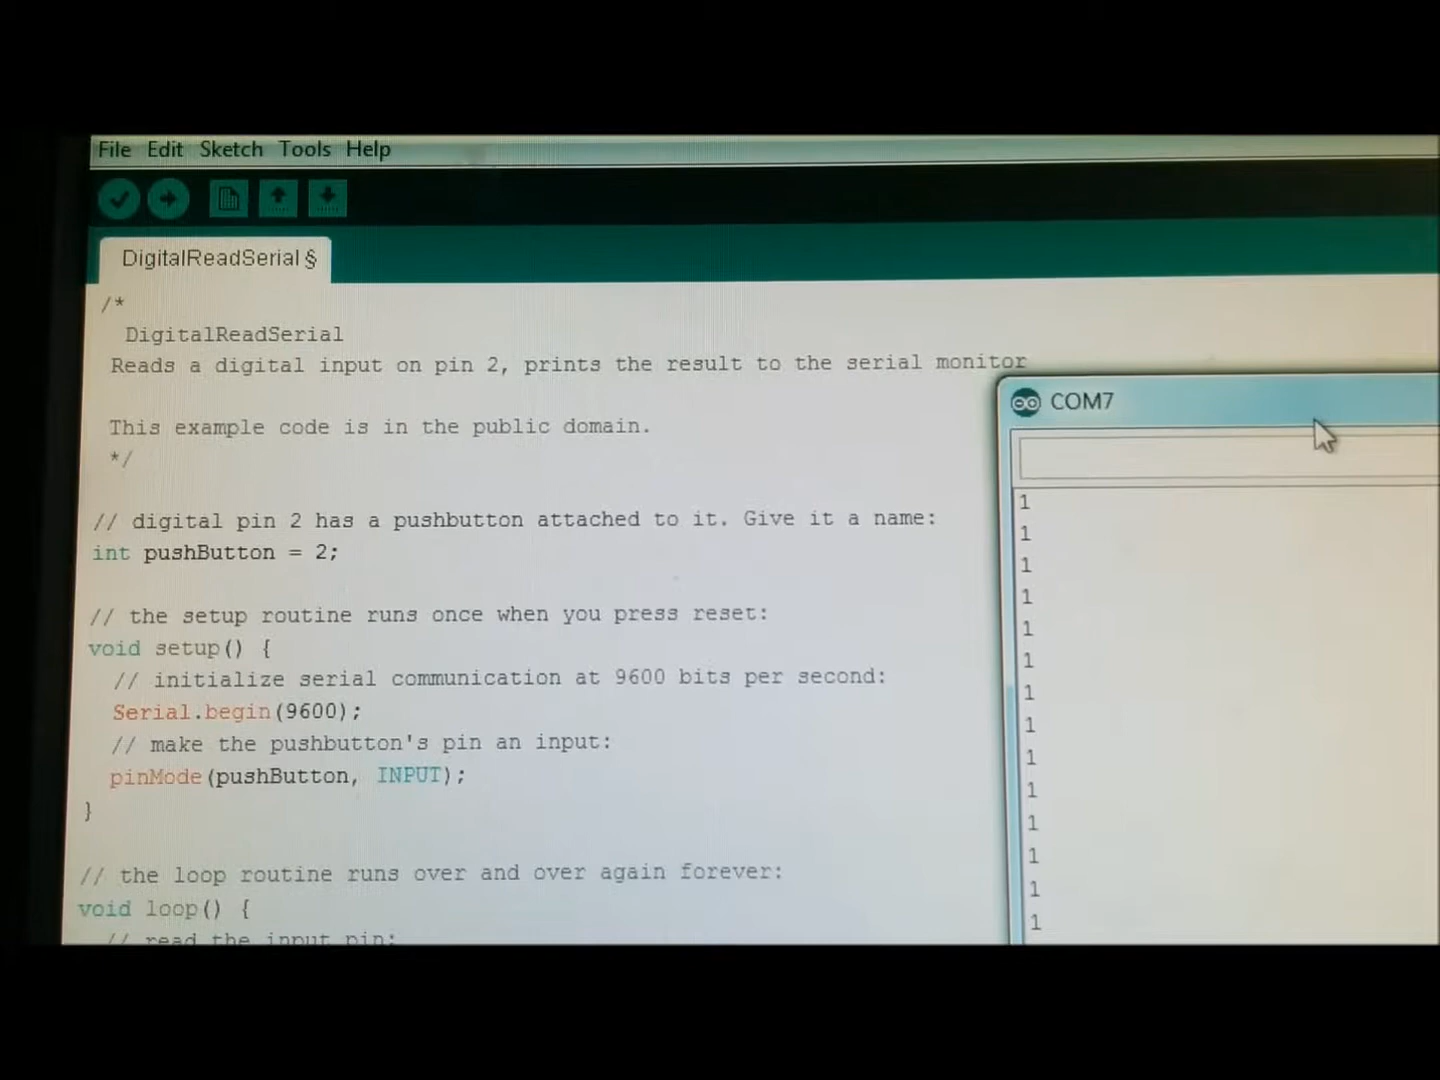 File Edit Sketch Tools Help
DigitalReadSerial §
/*
DigitalReadSerial
Reads a digital input on pin 2, prints the result to the serial monitor
This example code is in the public domain.
*/
// digital pin 2 has a pushbutton attached to it. Give it a name:
int pushButton = 2;
// the setup routine runs once when you press reset:
void setup() {
// initialize serial communication at 9600 bits per second:
Serial.begin(9600);
// make the pushbutton's pin an input:
pinMode(pushButton, INPUT);
}
// the loop routine runs over and over again forever:
void loop() {
// read the input pin:
COM7
1
1
1
1
1
1
1
1
1
1
1
1
1
1